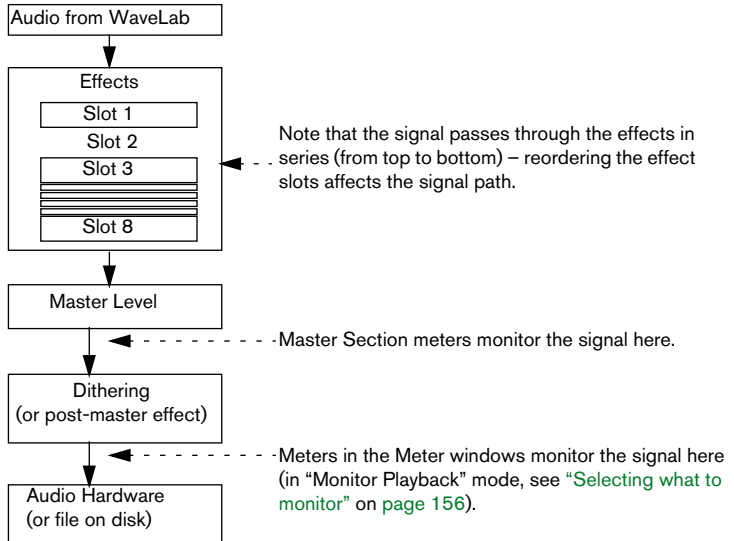 Audio from WaveLab
Effects
Slot 1
Slot 2
Slot 3
Slot 8
Note that the signal passes through the effects in
series (from top to bottom) – reordering the effect
slots affects the signal path.
Master Level
Master Section meters monitor the signal here.
Dithering
(or post-master effect)
Meters in the Meter windows monitor the signal here
(in “Monitor Playback” mode, see “Selecting what to
monitor” on page 156).
Audio Hardware
(or file on disk)